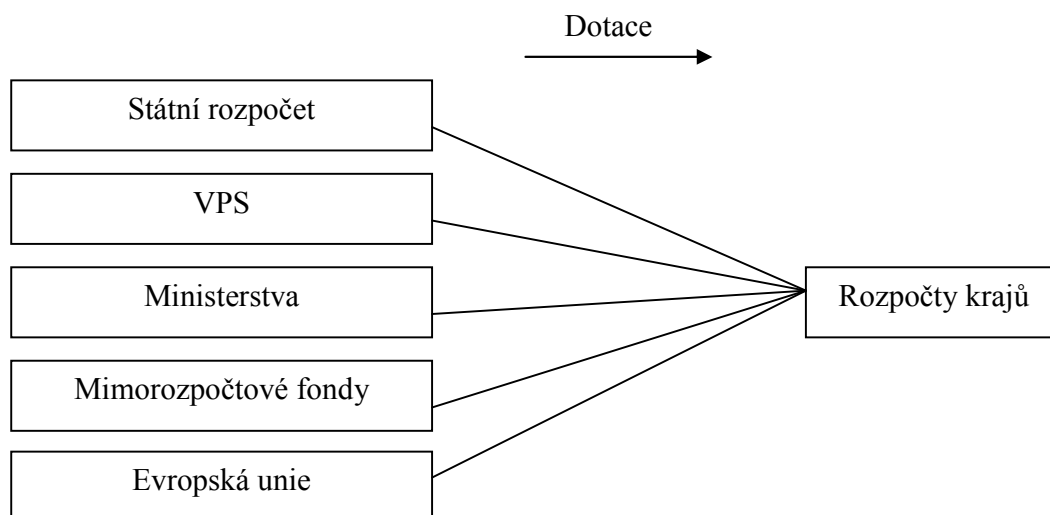 Dotace
Státní rozpočet
VPS
Ministerstva
Rozpočty krajů
Mimorozpočtové fondy
Evropská unie